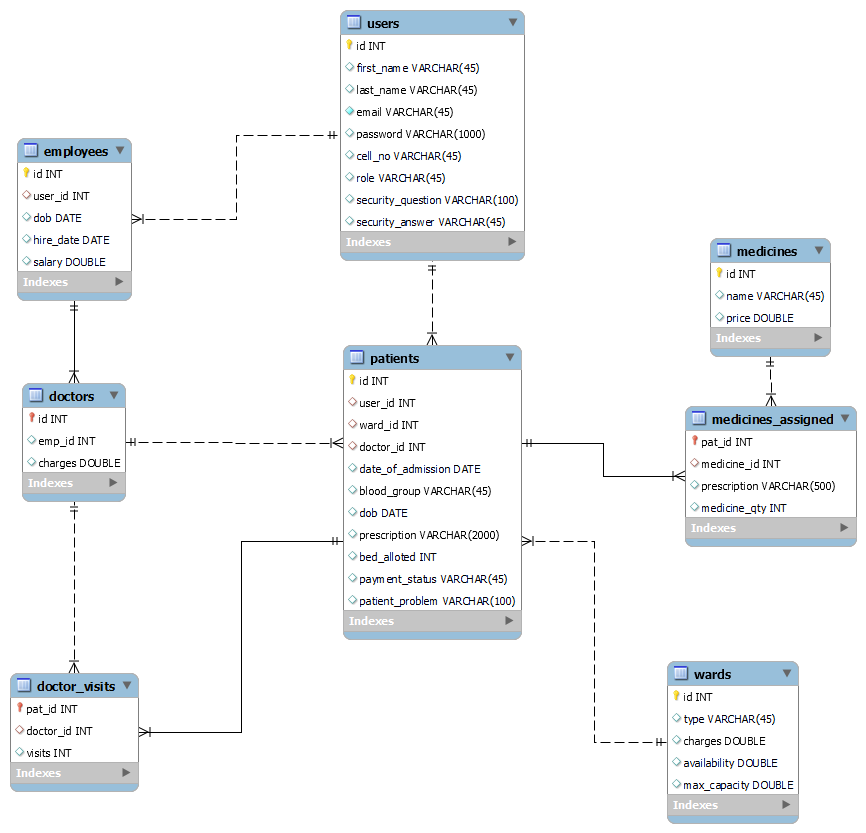 users
id INT
first_name VARCHAR(45)
last_name VARCHAR(45)
email VARCHAR(45)
password VARCHAR(1000)
cell_no VARCHAR(45)
role VARCHAR(45)
security_question VARCHAR(100)
security_answer VARCHAR(45)
Indexes
employees
id INT
user_id INT
dob DATE
hire_date DATE
salary DOUBLE
Indexes
medicines
id INT
name VARCHAR(45)
price DOUBLE
Indexes
patients
id INT
user_id INT
ward_id INT
doctor_id INT
date_of_admission DATE
blood_group VARCHAR(45)
dob DATE
prescription VARCHAR(2000)
bed_alloted INT
payment_status VARCHAR(45)
patient_problem VARCHAR(100)
Indexes
doctors
id INT
emp_id INT
charges DOUBLE
Indexes
medicines_assigned
pat_id INT
medicine_id INT
prescription VARCHAR(500)
medicine_qty INT
Indexes
doctor_visits
pat_id INT
doctor_id INT
visits INT
Indexes
wards
id INT
type VARCHAR(45)
charges DOUBLE
availability DOUBLE
max_capacity DOUBLE
Indexes